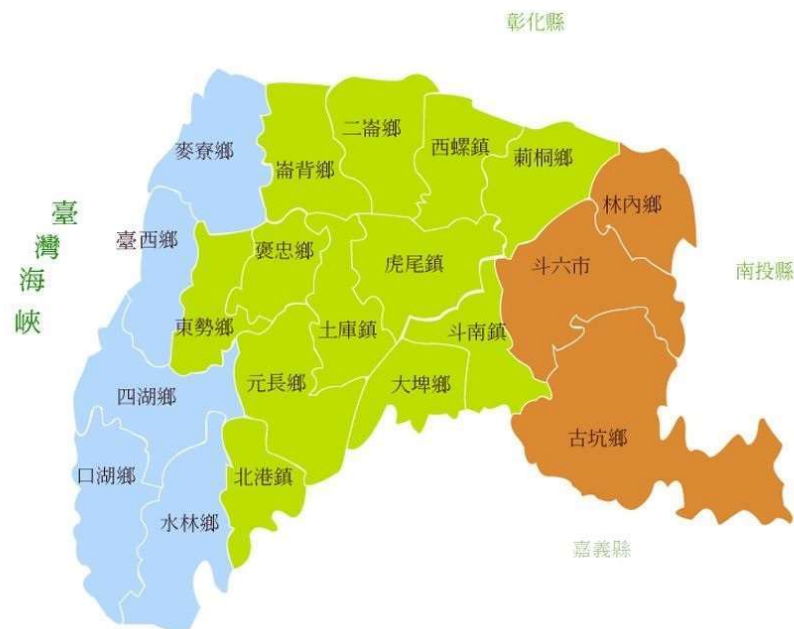 彰化縣
二崙鄉
西螺鎮
麥寮鄉
崙背鄉
莿桐鄉
林內鄉
臺灣海峽
臺西鄉
褒忠鄉
虎尾鎮
斗六市
南投縣
東勢鄉
土庫鎮
斗南鎮
四湖鄉
元長鄉
大埤鄉
古坑鄉
口湖鄉
北港鎮
水林鄉
嘉義縣